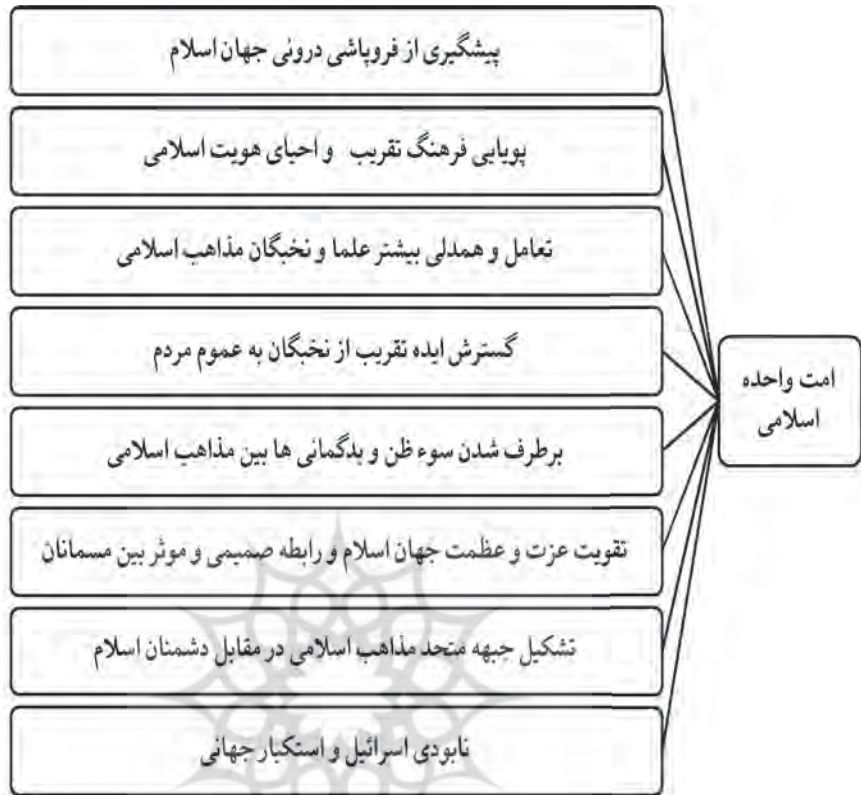 پیشگیری از فروپاشی درونی جهان اسلام
پویایی فرهنگ تقریب و احیای هویت اسلامی
تعامل و همدلی بیشتر علما و نخبگان مذاهب اسلامی
گسترش ایده تقریب از نخبگان به عموم مردم
امت واحده
اسلامی
برطرف شدن سوء ظن و بدگمانی ها بین مذاهب اسلامی
تقویت عزت و عظمت جهان اسلام و رابطه صمیمی و موثر بین مسمانان
تشکیل جبهه متحد مذاهب اسلامی در مقابل دشمنان اسلام
نابودی اسرائیل و استکبار جهانی